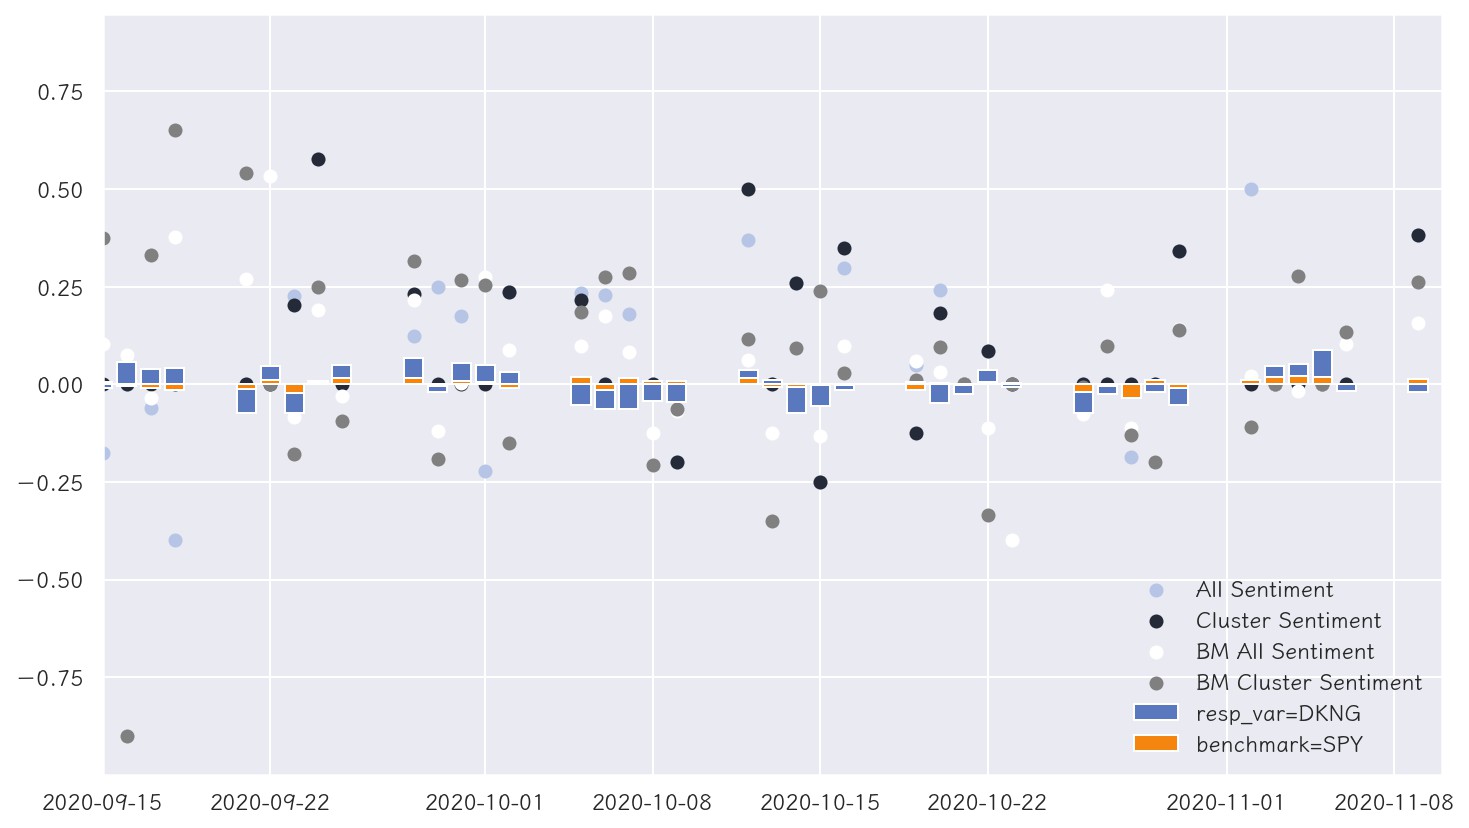 0.75
0.50
0.25
0.00
−0.25
−0.50
−0.75
All Sentiment
Cluster Sentiment
BM All Sentiment
BM Cluster Sentiment
resp_var=DKNG
benchmark=SPY
2020-09-15 2020-09-22 2020-10-01 2020-10-08 2020-10-15 2020-10-22 2020-11-01 2020-11-08